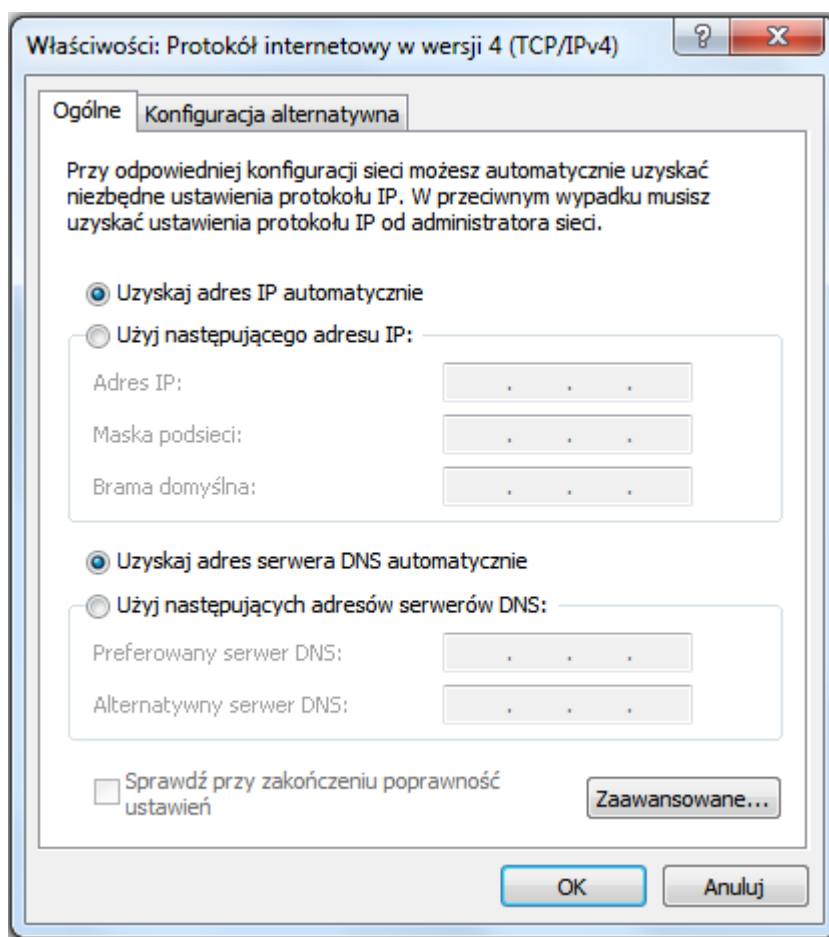 Właściwości: Protokół internetowy w wersji 4 (TCP/IPv4)
Ogólne
Konfiguracja alternatywna
Przy odpowiedniej konfiguracji sieci możesz automatycznie uzyskać
niezbędne ustawienia protokołu IP. W przeciwnym wypadku musisz
uzyskać ustawienia protokołu IP od administratora sieci.
Uzyskaj adres IP automatycznie
Użyj następującego adresu IP:
Adres IP:
Maska podsieci:
Brama domyślna:
Uzyskaj adres serwera DNS automatycznie
Użyj następujących adresów serwerów DNS:
Preferowany serwer DNS:
Alternatywny serwer DNS:
Sprawdź przy zakończeniu poprawność
ustawień
Zaawansowane...
OK
Anuluj